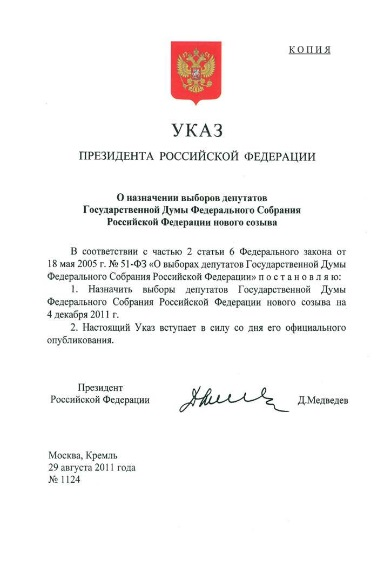 КОПИЯ
УКАЗ
ПРЕЗИДЕНТА РОССИЙСКОЙ ФЕДЕРАЦИИ
О назначении выборов депутатов
Государственной Думы Федерального Собрания
Российской Федерации нового созыва
В соответствии с частью 2 статьи 6 Федерального закона от
18 мая 2005 г. № 51-ФЗ «О выборах депутатов Государственной Думы
Федерального Собрания Российской Федерации» постановляю:
1. Назначить выборы депутатов Государственной Думы
Федерального Собрания Российской Федерации нового созыва на
4 декабря 2011 г.
2. Настоящий Указ вступает в силу со дня его официального
опубликования.
Президент
Российской Федерации
Д.Медведев
Москва, Кремль
29 августа 2011 года
№ 1124